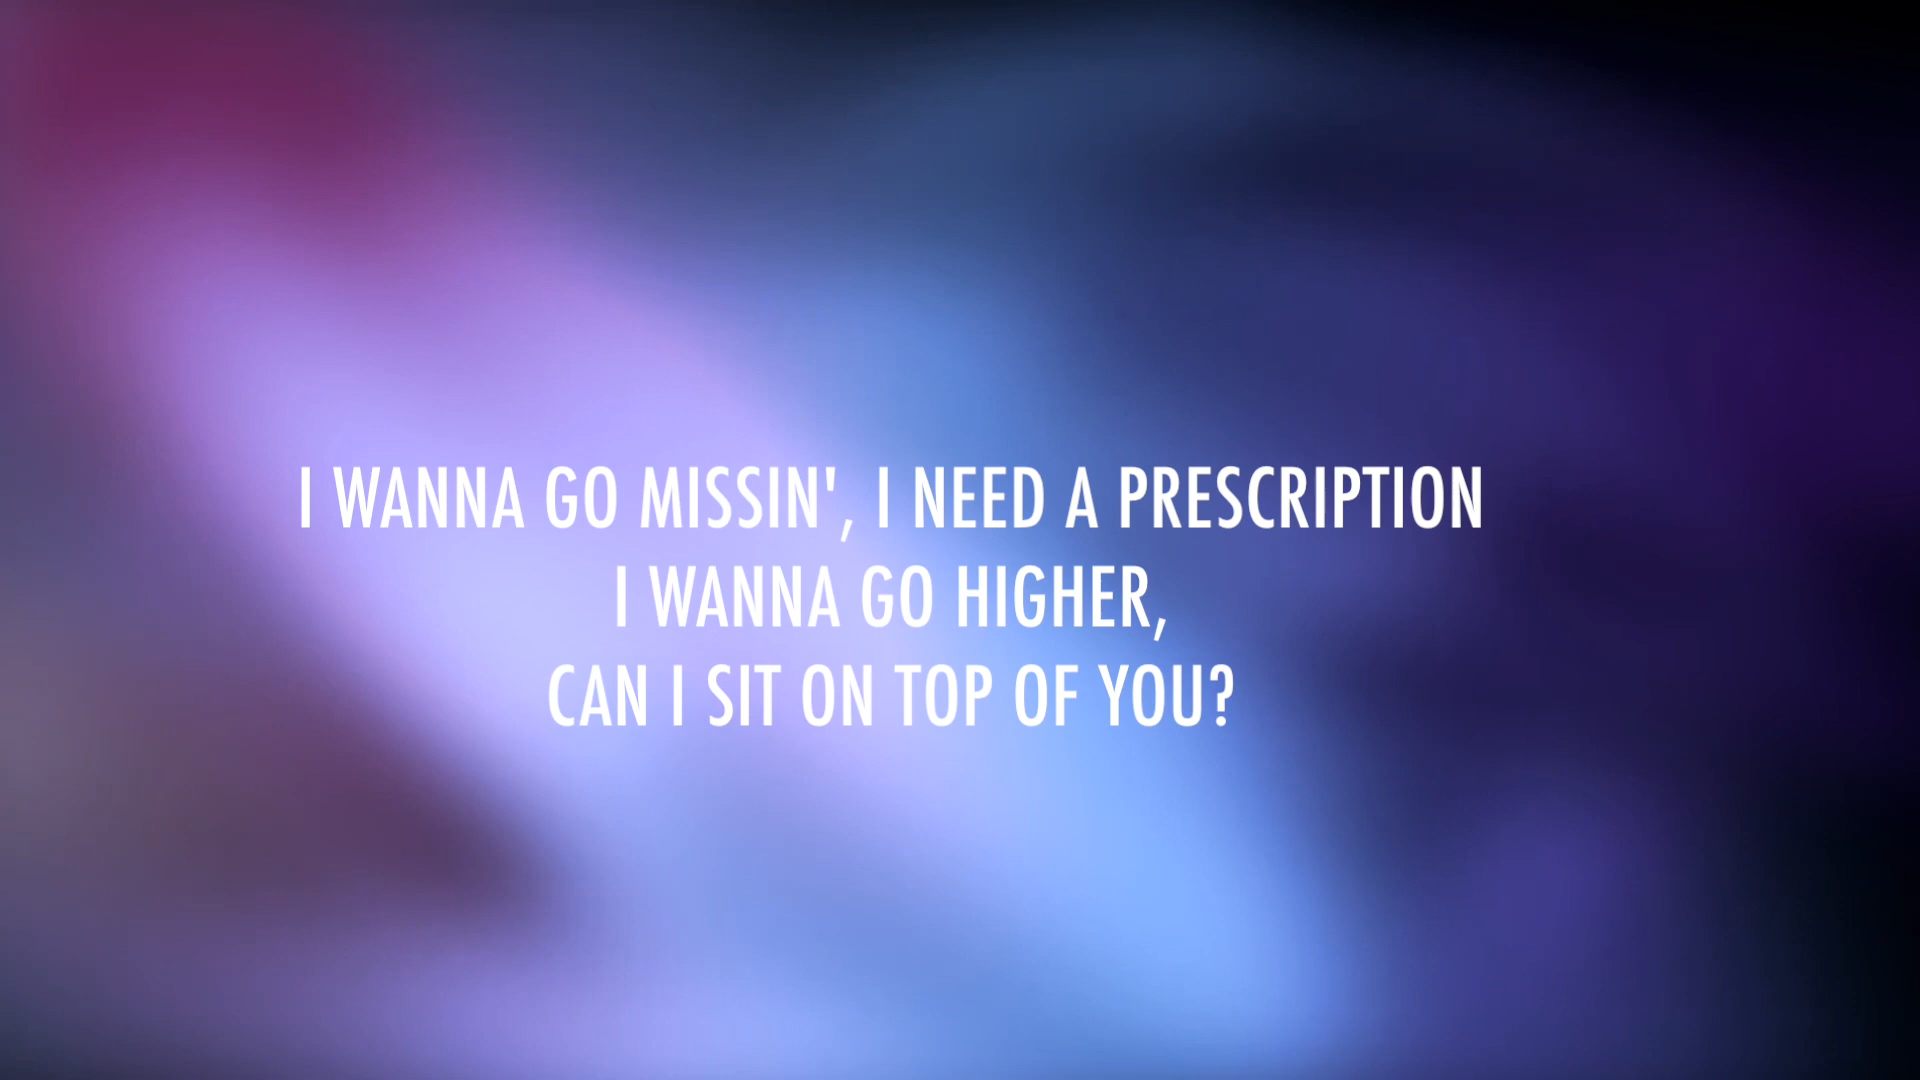 I WANNA GO MISSIN', I NEED A PRESCRIPTION
I WANNA GO HIGHER,
CAN I SIT ON TOP OF YOU?